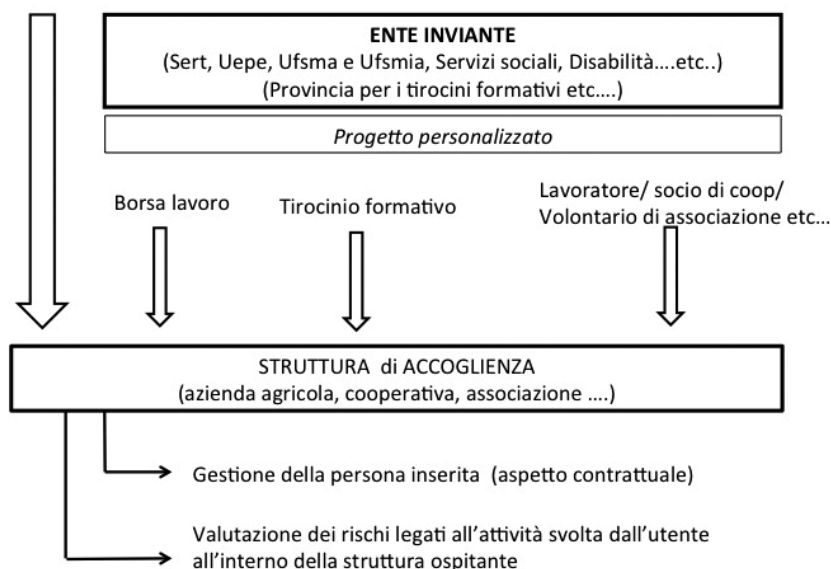 ENTE INVIANTE
(Sert, Uepe, Ufsma e Ufsmia, Servizi sociali, Disabilità....etc..)
(Provincia per i tirocini formativi etc....)
Progetto personalizzato
Borsa lavoro
Tirocinio formativo
Lavoratore/ socio di coop/
Volontario di associazione etc...
STRUTTURA di ACCOGLIENZA
(azienda agricola, cooperativa, associazione ....)
Gestione della persona inserita (aspetto contrattuale)
Valutazione dei rischi legati all'attività svolta dall'utente
all'interno della struttura ospitante